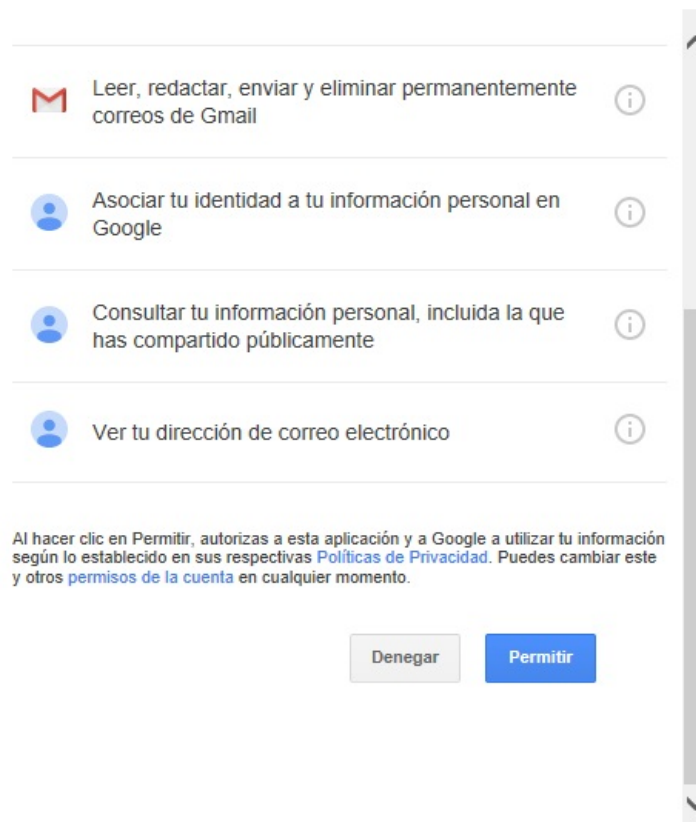 Leer, redactar, enviar y eliminar permanentemente
correos de Gmail
Asociar tu identidad a tu información personal en
Google
Consultar tu información personal, incluida la que
has compartido públicamente
Ver tu dirección de correo electrónico
Al hacer clic en Permitir, autorizas a esta aplicación y a Google a utilizar tu información
según lo establecido en sus respectivas Políticas de Privacidad. Puedes cambiar este
y otros permisos de la cuenta en cualquier momento.
Denegar Permitir